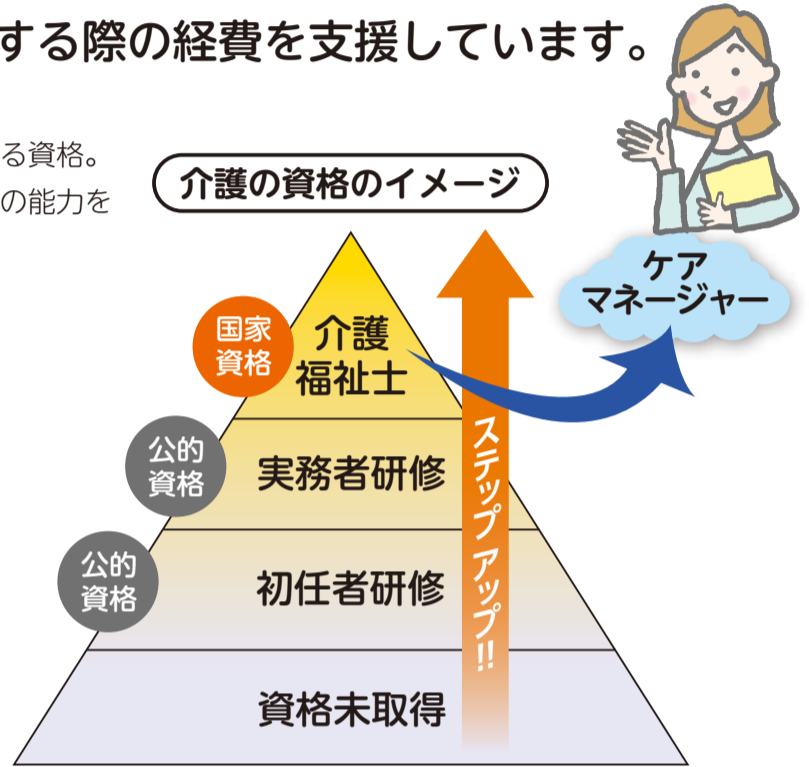 する際の経費を支援しています。
る資格。
の能力を
介護の資格のイメージ
ケア
マネージャー
国家
資格
介護
福祉士
公的
資格
実務者研修
公的
資格
初任者研修
資格未取得
ステップアップ!!